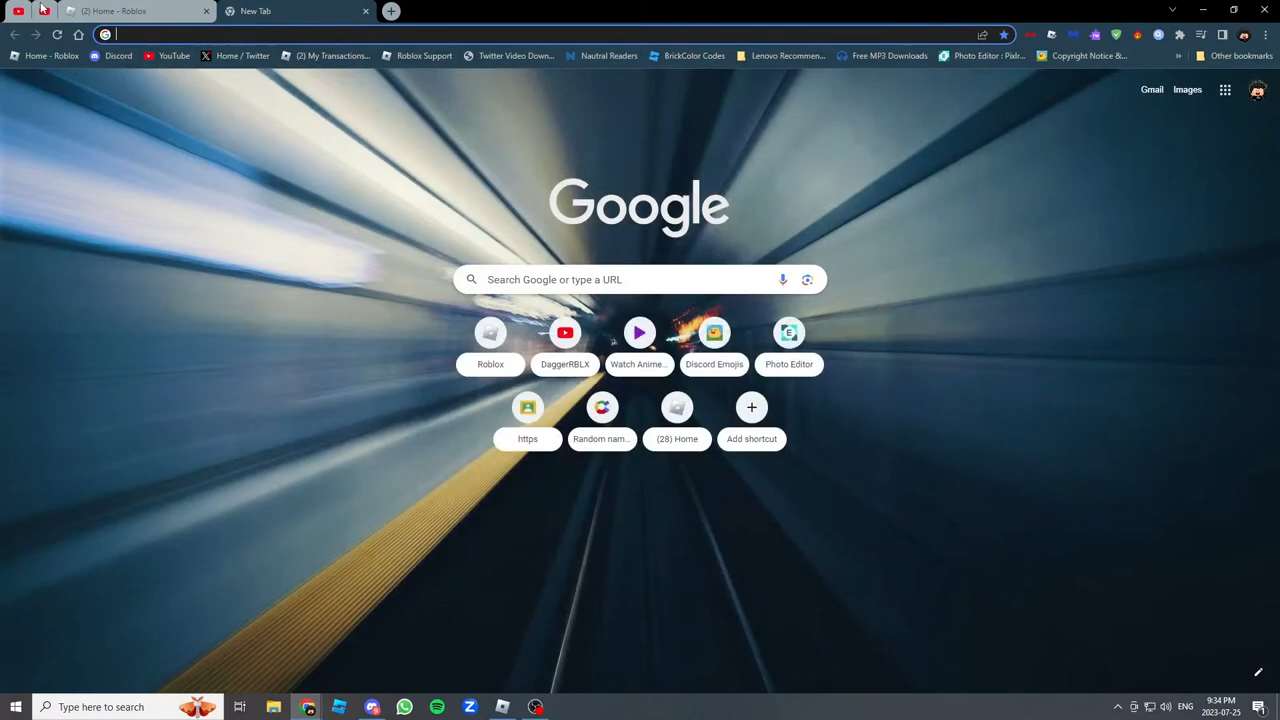 (2) Home - Roblox
New Tab
Home - Roblox
Discord
YouTube
Home / Twitter
(2) My Transactions...
Roblox Support
Twitter Video Down...
Nautral Readers
BrickColor Codes
Lenovo Recommen...
Free MP3 Downloads
Photo Editor : Pixlr...
Copyright Notice &...
»
Other bookmarks
Gmail
Images
Google
Search Google or type a URL
Roblox
DaggerRBLX
Watch Anime...
Discord Emojis
Photo Editor
https
Random nam...
(28) Home
Add shortcut
Type here to search
ENG
9:34 PM
2023-07-25